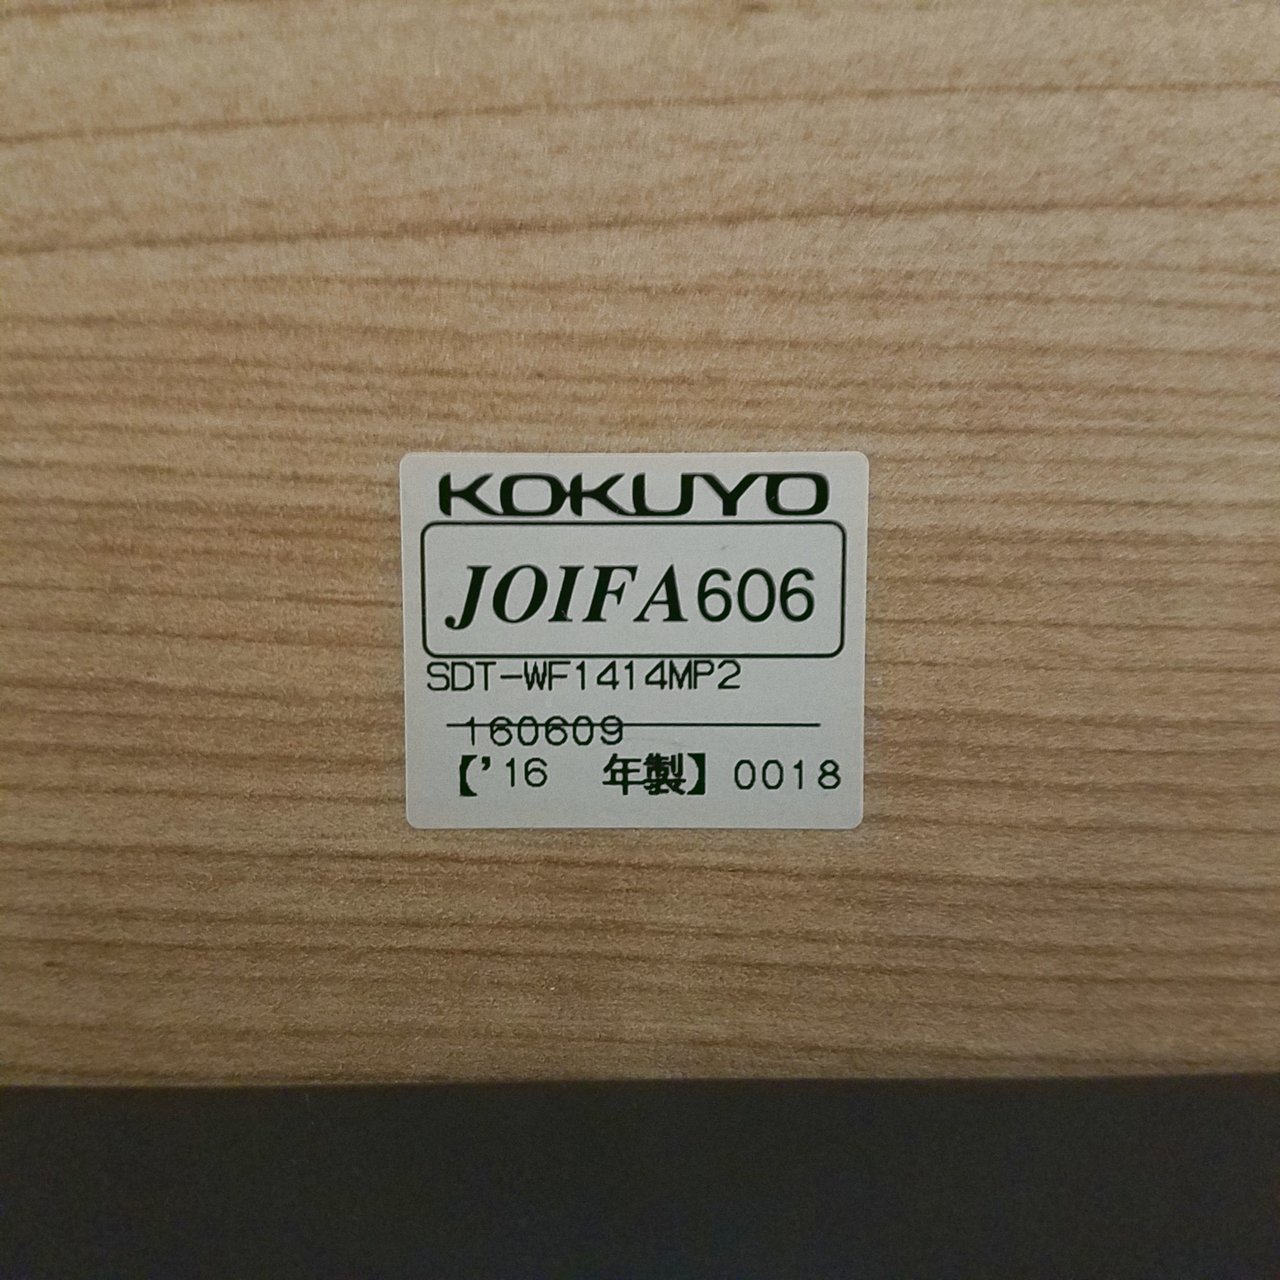 KOKUYO
JOIFA606
SDT-WF1414MP2
160609
【'16 年製】0018